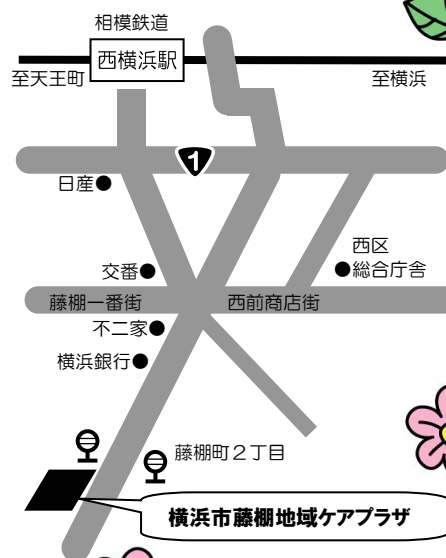 相模鉄道
西横浜駅
至天王町
至横浜
1
日産●
西区
●総合庁舎
交番●
藤棚一番街
西前商店街
不二家●
横浜銀行●
藤棚町2丁目
横浜市藤棚地域ケアプラザ